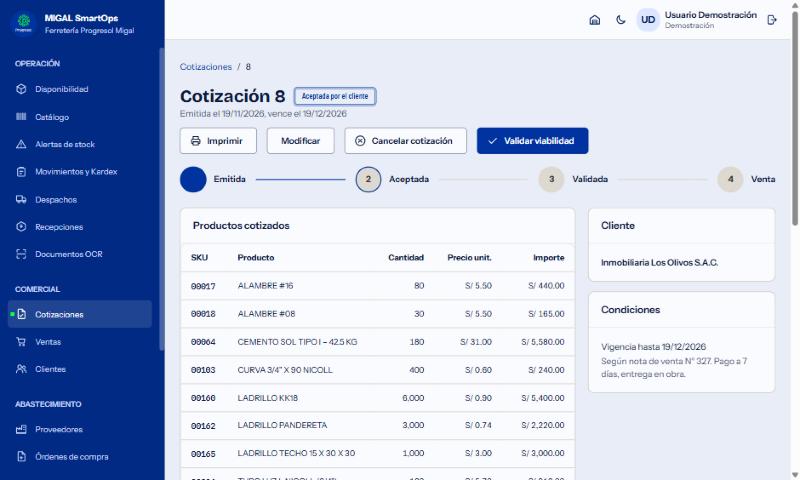 MIGAL SmartOps
Ferretería Progresol Migal
Usuario Demostración
Demostración
UD
OPERACIÓN
Disponibilidad
Catálogo
Alertas de stock
Movimientos y Kardex
Despachos
Recepciones
Documentos OCR
COMERCIAL
Cotizaciones
Ventas
Clientes
ABASTECIMIENTO
Proveedores
Órdenes de compra
Cotizaciones / 8
Cotización 8 Aceptada por el cliente
Emitida el 19/11/2026, vence el 19/12/2026
Imprimir Modificar Cancelar cotización Validar viabilidad
Emitida 2 Aceptada 3 Validada 4 Venta
Productos cotizados
SKU Producto Cantidad Precio unit. Importe
00017 ALAMBRE #16 80 S/ 5.50 S/ 440.00
00018 ALAMBRE #08 30 S/ 5.50 S/ 165.00
00064 CEMENTO SOL TIPO I - 42.5 KG 180 S/ 31.00 S/ 5,580.00
00103 CURVA 3/4" X 90 NICOLL 400 S/ 0.60 S/ 240.00
00160 LADRILLO KK18 6,000 S/ 0.90 S/ 5,400.00
00162 LADRILLO PANDERETA 3,000 S/ 0.74 S/ 2,220.00
00165 LADRILLO TECHO 15 X 30 X 30 1,000 S/ 3.00 S/ 3,000.00
Cliente
Inmobiliaria Los Olivos S.A.C.
Condiciones
Vigencia hasta 19/12/2026
Según nota de venta N° 327. Pago a 7
días, entrega en obra.